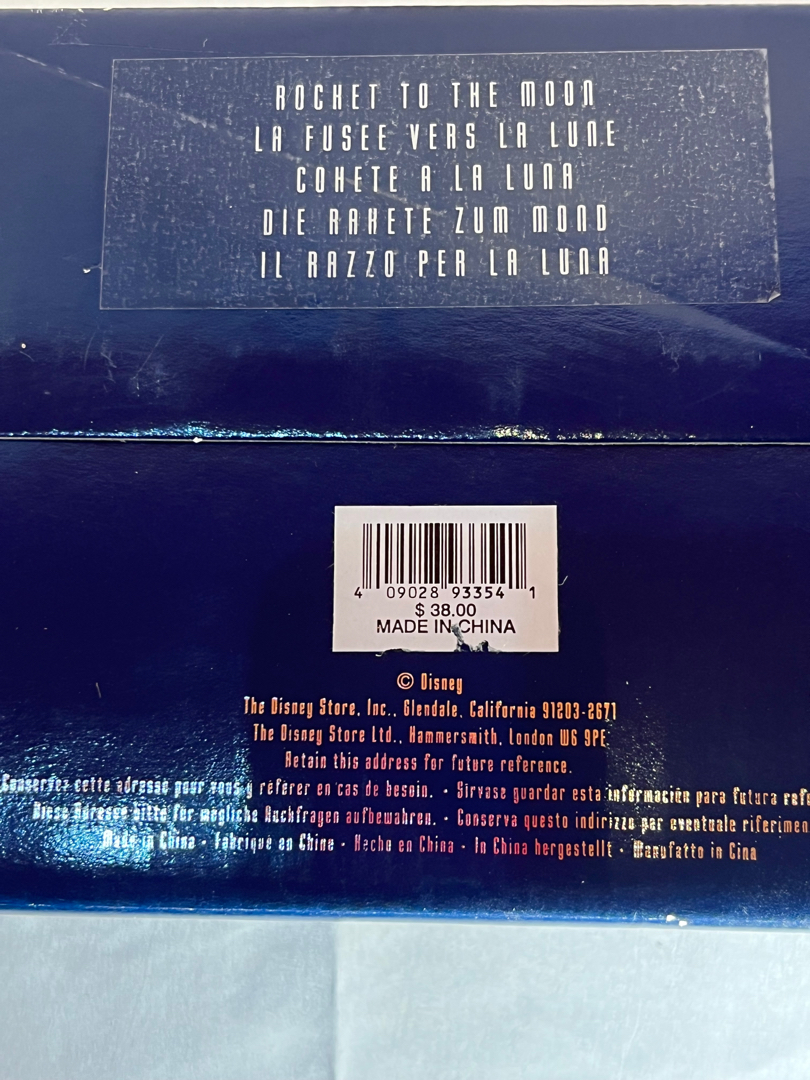 ROCKET TO THE MOON
LA FUSEE VERS LA LUNE
COHETE A LA LUNA
DIE RAKETE ZUM MOND
IL RAZZO PER LA LUNA
4 09028 93354 1
$ 38.00
MADE IN CHINA
© Disney
The Disney Store, Inc., Glendale, California 91203-2671
The Disney Store Ltd., Hammersmith, London W6 9PE
Retain this address for future reference.
Conservez cette adresse pour vous y référer en cas de besoin. • Sirvase guardar esta información para futura
Diese Adresse bitte für mögliche Rückfragen aufbewahren. • Conserva questo indirizzo per eventuale
Made in China • Fabriqué en Chine • Hecho en China • In China hergestellt • Manufatto in Cina